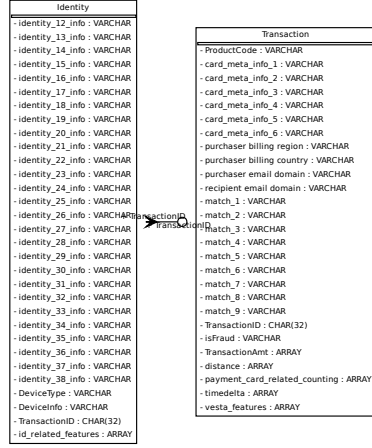 Identity
- identity_12_info : VARCHAR
- identity_13_info : VARCHAR
- identity_14_info : VARCHAR
- identity_15_info : VARCHAR
- identity_16_info : VARCHAR
- identity_17_info : VARCHAR
- identity_18_info : VARCHAR
- identity_19_info : VARCHAR
- identity_20_info : VARCHAR
- identity_21_info : VARCHAR
- identity_22_info : VARCHAR
- identity_23_info : VARCHAR
- identity_24_info : VARCHAR
- identity_25_info : VARCHAR
- identity_26_info : VARCHAR
- identity_27_info : VARCHAR
- identity_28_info : VARCHAR
- identity_29_info : VARCHAR
- identity_30_info : VARCHAR
- identity_31_info : VARCHAR
- identity_32_info : VARCHAR
- identity_33_info : VARCHAR
- identity_34_info : VARCHAR
- identity_35_info : VARCHAR
- identity_36_info : VARCHAR
- identity_37_info : VARCHAR
- identity_38_info : VARCHAR
- DeviceType : VARCHAR
- DeviceInfo : VARCHAR
- TransactionID : CHAR(32)
- id_related_features : ARRAY
+ TransactionID
TransactionID
Transaction
- ProductCode : VARCHAR
- card_meta_info_1 : VARCHAR
- card_meta_info_2 : VARCHAR
- card_meta_info_3 : VARCHAR
- card_meta_info_4 : VARCHAR
- card_meta_info_5 : VARCHAR
- card_meta_info_6 : VARCHAR
- purchaser billing region : VARCHAR
- purchaser billing country : VARCHAR
- purchaser email domain : VARCHAR
- recipient email domain : VARCHAR
- match_1 : VARCHAR
- match_2 : VARCHAR
- match_3 : VARCHAR
- match_4 : VARCHAR
- match_5 : VARCHAR
- match_6 : VARCHAR
- match_7 : VARCHAR
- match_8 : VARCHAR
- match_9 : VARCHAR
- TransactionID : CHAR(32)
- isFraud : VARCHAR
- TransactionAmt : ARRAY
- distance : ARRAY
- payment_card_related_counting : ARRAY
- timedelta : ARRAY
- vesta_features : ARRAY